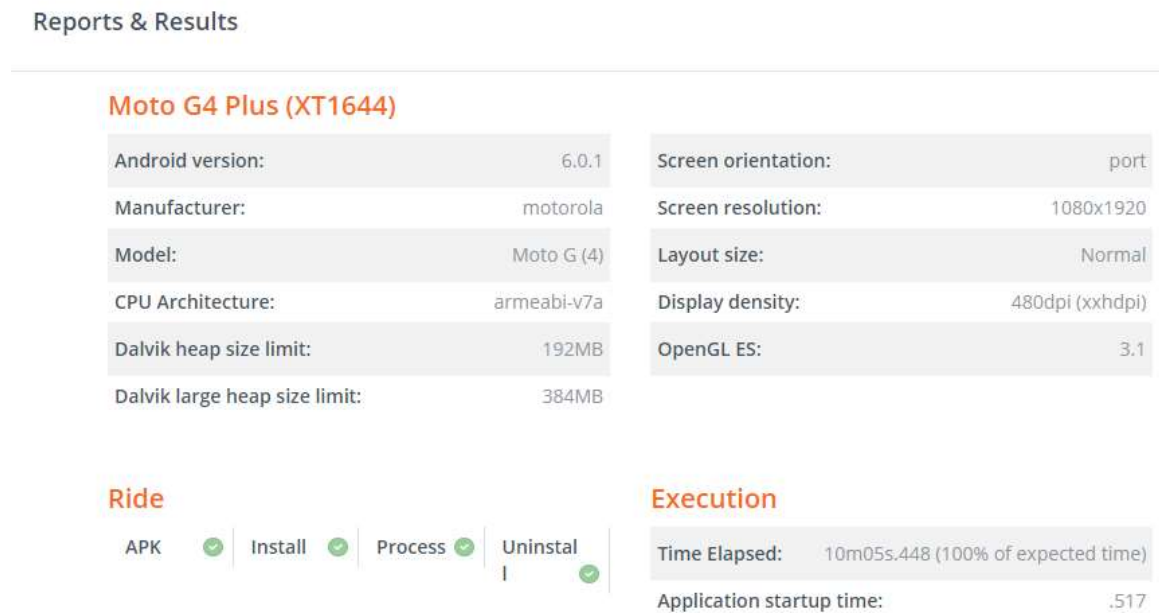 Reports & Results
Moto G4 Plus (XT1644)
Android version: 6.0.1
Manufacturer: motorola
Model: Moto G (4)
CPU Architecture: armeabi-v7a
Dalvik heap size limit: 192MB
Dalvik large heap size limit: 384MB
Screen orientation: port
Screen resolution: 1080x1920
Layout size: Normal
Display density: 480dpi (xxhdpi)
OpenGL ES: 3.1
Ride
APK Install Process Uninstal
l
Execution
Time Elapsed: 10m05s.448 (100% of expected time)
Application startup time: .517